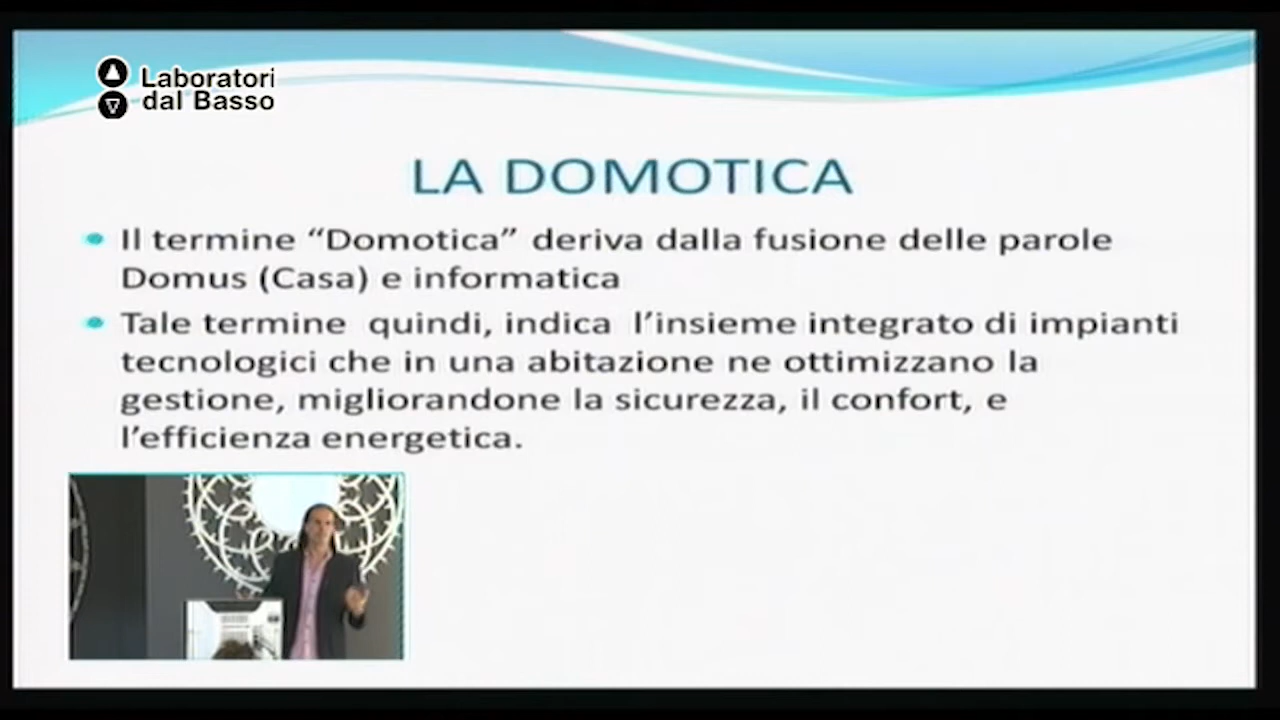 Laboratori
dal Basso
LA DOMOTICA
Il termine “Domotica” deriva dalla fusione delle parole
Domus (Casa) e informatica
Tale termine quindi, indica l’insieme integrato di impianti
tecnologici che in una abitazione ne ottimizzano la
gestione, migliorandone la sicurezza, il confort, e
l’efficienza energetica.